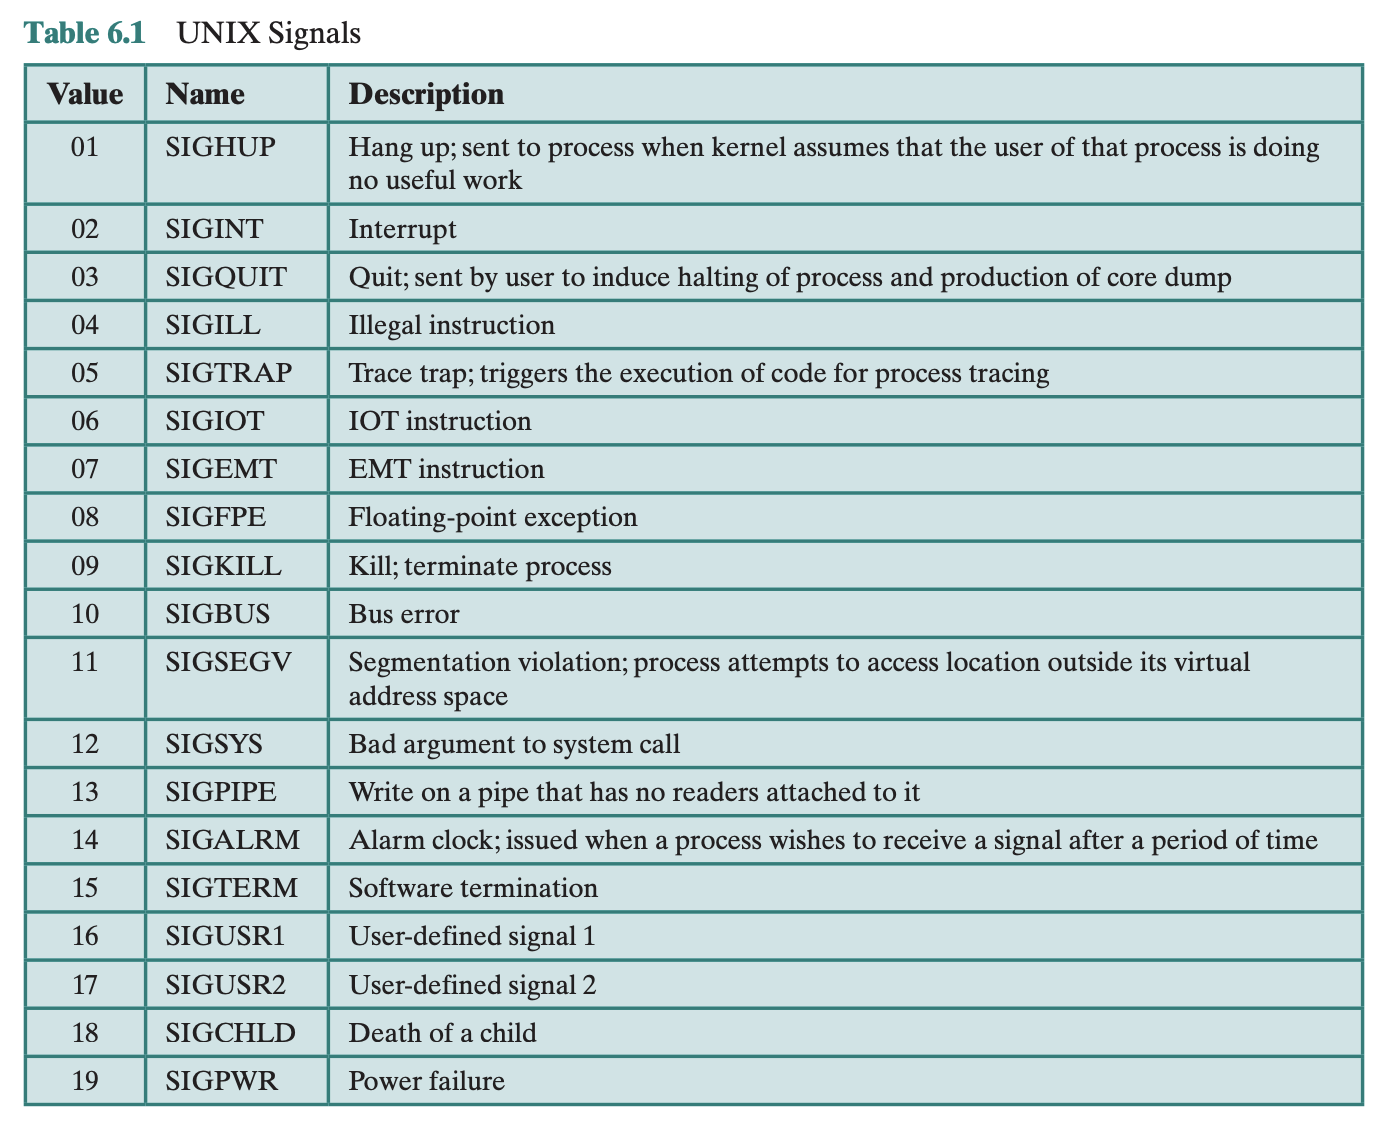 Table 6.1 UNIX Signals
Value Name Description
01 SIGHUP Hang up; sent to process when kernel assumes that the user of that process is doing
no useful work
02 SIGINT Interrupt
03 SIGQUIT Quit; sent by user to induce halting of process and production of core dump
04 SIGILL Illegal instruction
05 SIGTRAP Trace trap; triggers the execution of code for process tracing
06 SIGIOT IOT instruction
07 SIGEMT EMT instruction
08 SIGFPE Floating-point exception
09 SIGKILL Kill; terminate process
10 SIGBUS Bus error
11 SIGSEGV Segmentation violation; process attempts to access location outside its virtual
address space
12 SIGSYS Bad argument to system call
13 SIGPIPE Write on a pipe that has no readers attached to it
14 SIGALRM Alarm clock; issued when a process wishes to receive a signal after a period of time
15 SIGTERM Software termination
16 SIGUSR1 User-defined signal 1
17 SIGUSR2 User-defined signal 2
18 SIGCHLD Death of a child
19 SIGPWR Power failure